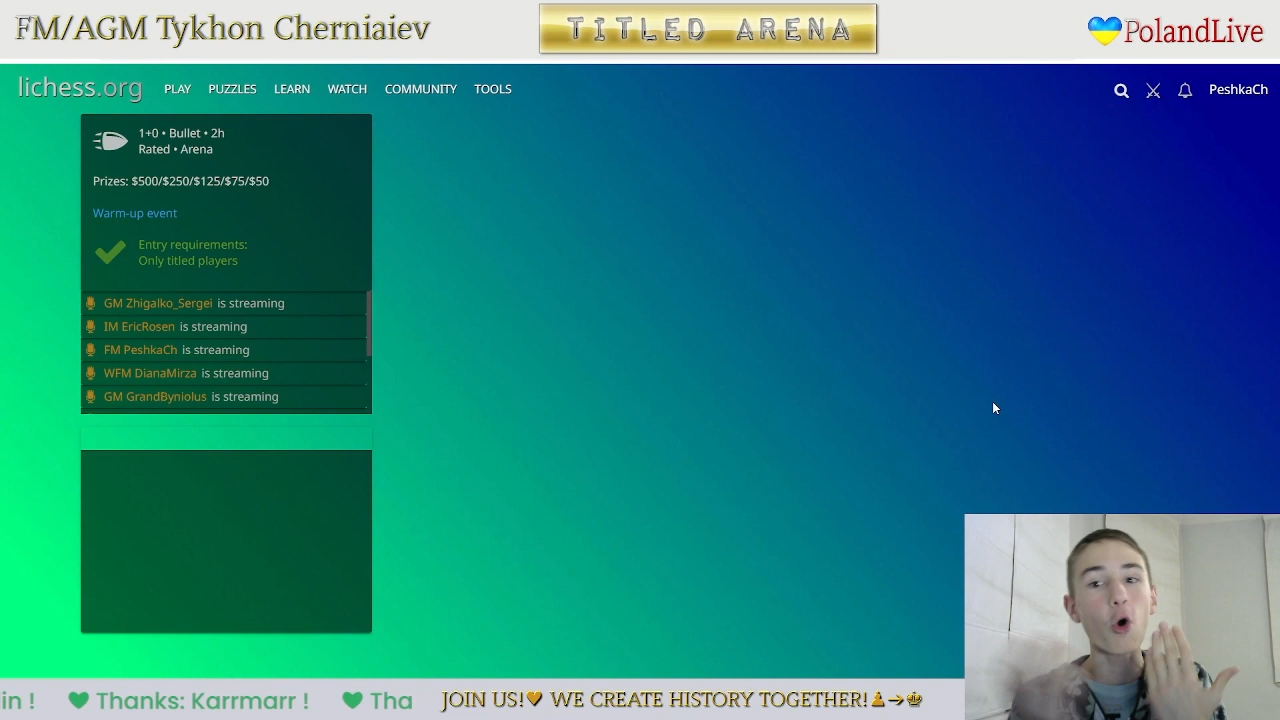 FM/AGM Tykhon Cherniaiev
TITLED ARENA
PolandLive
lichess.org PLAY PUZZLES LEARN WATCH COMMUNITY TOOLS PeshkaCh
1+0 • Bullet • 2h
Rated • Arena
Prizes: $500/$250/$125/$75/$50
Warm-up event
Entry requirements:
Only titled players
GM Zhigalko_Sergei is streaming
IM EricRosen is streaming
FM PeshkaCh is streaming
WFM DianaMirza is streaming
GM GrandByniolus is streaming
in ! Thanks: Karrmarr ! Tha
JOIN US! WE CREATE HISTORY TOGETHER!